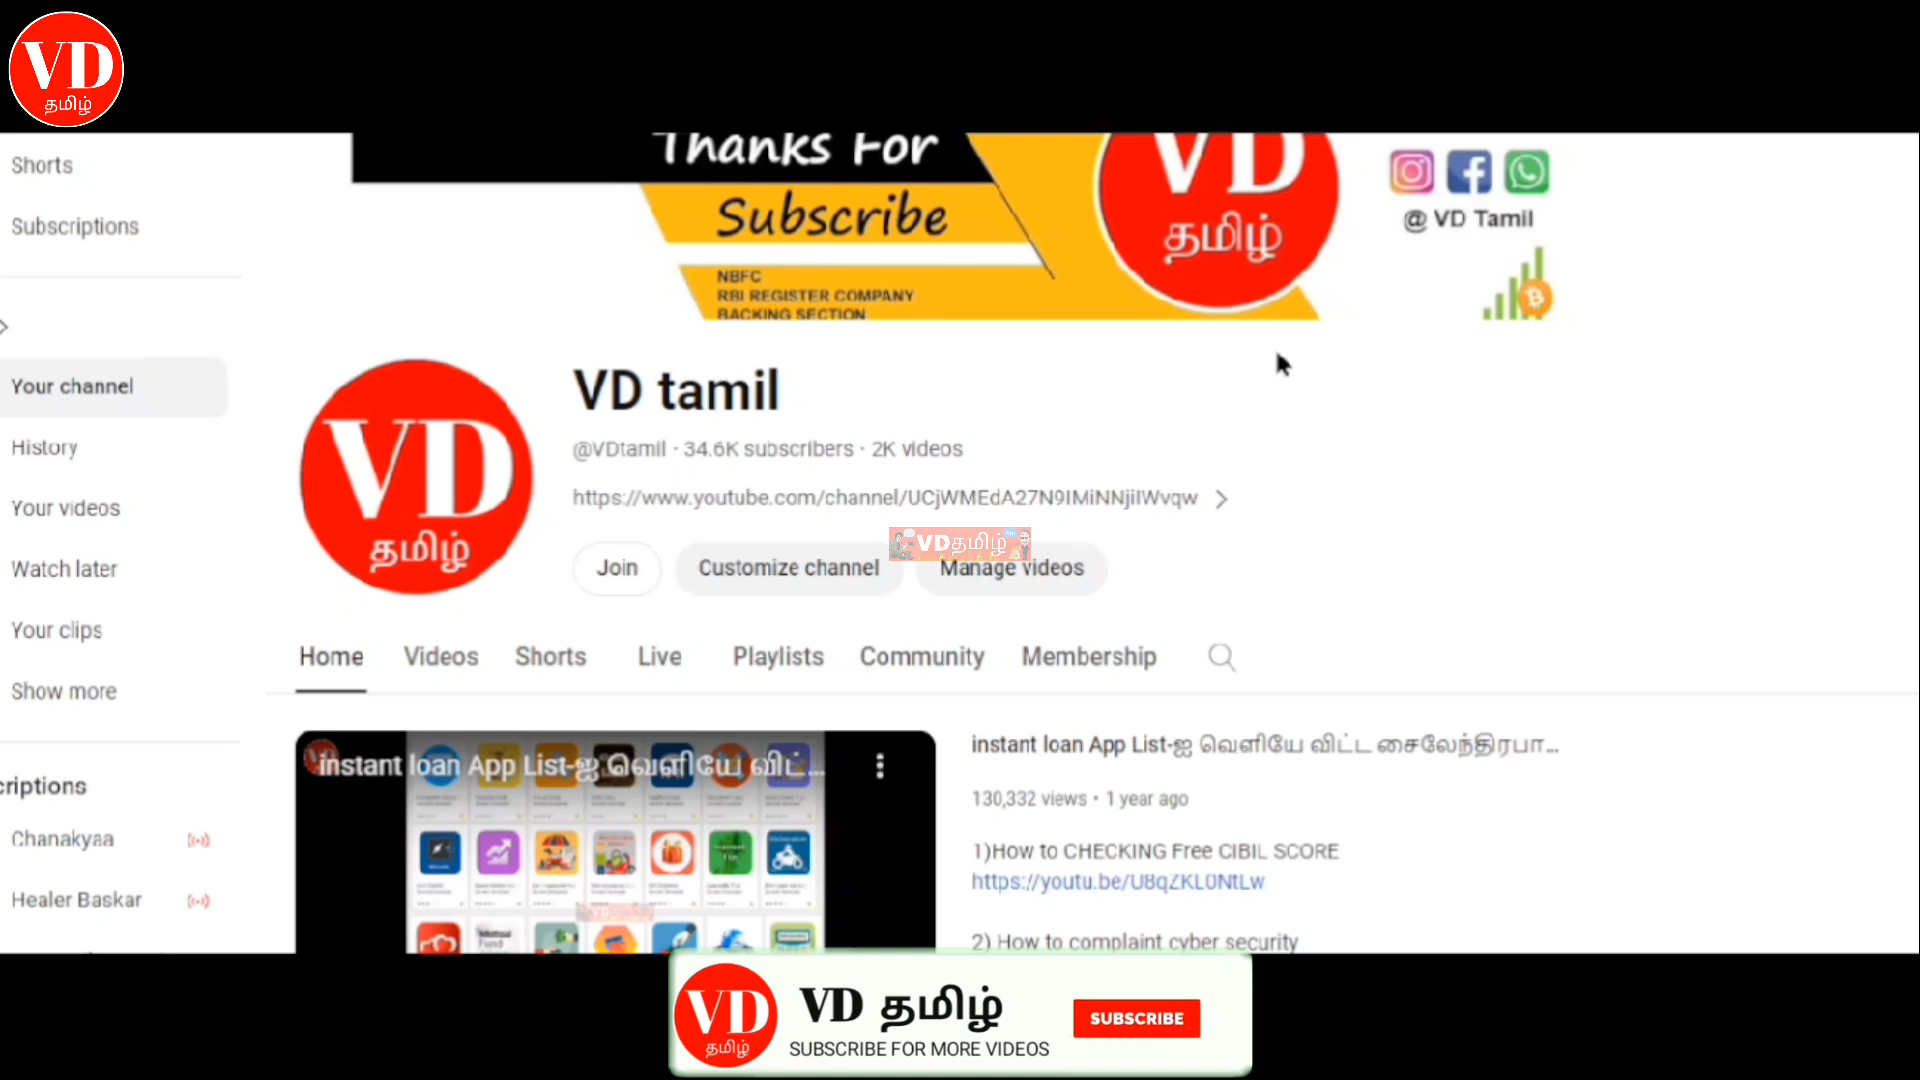 VD
தமிழ்
Shorts
Subscriptions
Your channel
History
Your videos
Watch later
Your clips
Show more
criptions
Chanakyaa
Healer Baskar
Thanks For
Subscribe
NBFC
RBI REGISTER COMPANY
BACKING SECTION
VD
தமிழ்
@ VD Tamil
VD
தமிழ்
VD tamil
@VDtamil · 34.6K subscribers · 2K videos
https://www.youtube.com/channel/UCjWMEdA27N9IMiNNjiIWvqw
VDதமிழ்
Join
Customize channel
Manage videos
Home
Videos
Shorts
Live
Playlists
Community
Membership
instant loan App List-ஐ வெளியே விட்...
instant loan App List-ஐ வெளியே விட்ட சைலேந்திரபா...
130,332 views • 1 year ago
1)How to CHECKING Free CIBIL SCORE
https://youtu.be/U8qZKL0NtLw
2) How to complaint cyber security
Mutual
Fund
VD
தமிழ்
VD தமிழ்
SUBSCRIBE FOR MORE VIDEOS
SUBSCRIBE